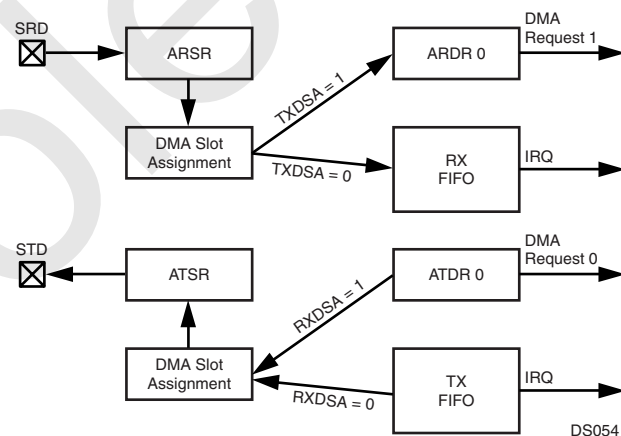 SRD
ARSR
DMA Slot
Assignment
TXDSA = 1
TXDSA = 0
ARDR 0
DMA
Request 1
RX
FIFO
IRQ
STD
ATSR
DMA Slot
Assignment
RXDSA = 1
RXDSA = 0
ATDR 0
DMA
Request 0
TX
FIFO
IRQ
DS054